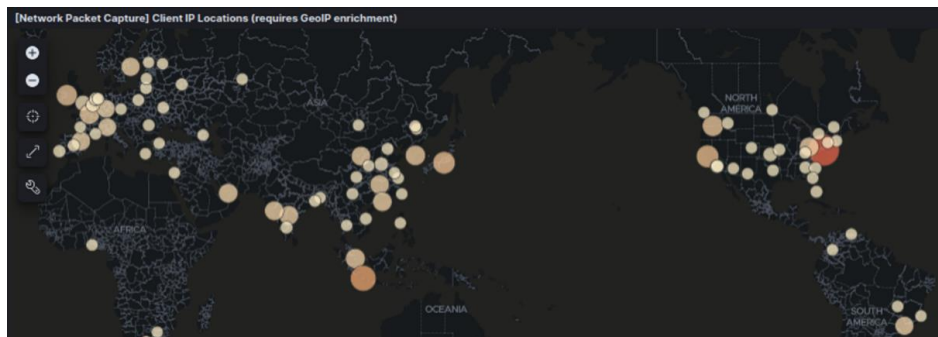 [Network Packet Capture] Client IP Locations (requires GeoIP enrichment)
ASIA
NORTH
AMERICA
AFRICA
OCEANIA
SOUTH
AMERICA